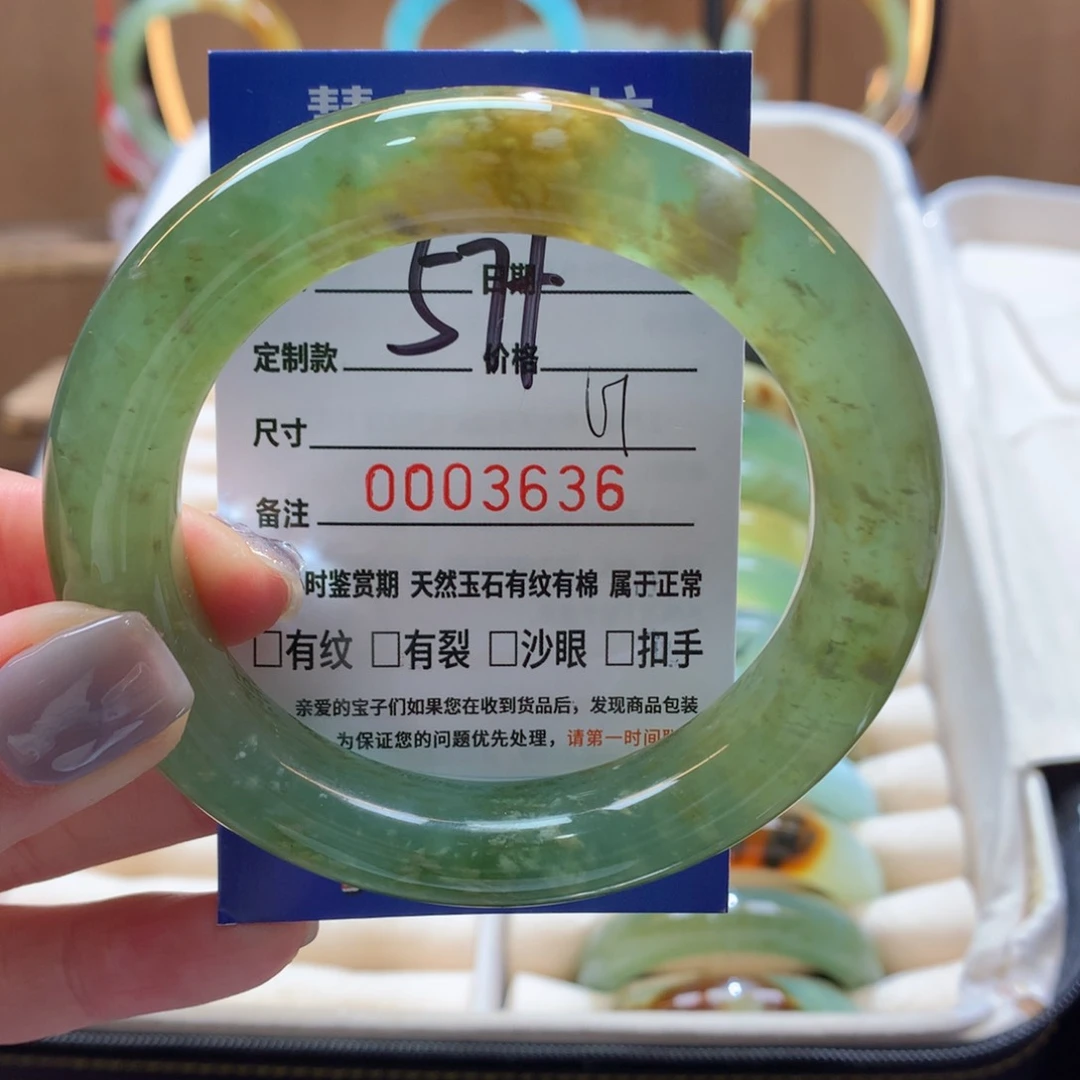 日期
定制款 价格
尺寸
备注 0003636
时鉴赏期 天然玉石有纹有棉 属于正常
□有纹 □有裂 □沙眼 □扣手
亲爱的宝子们如果您在收到货品后，发现商品包装
为保证您的问题优先处理，请第一时间